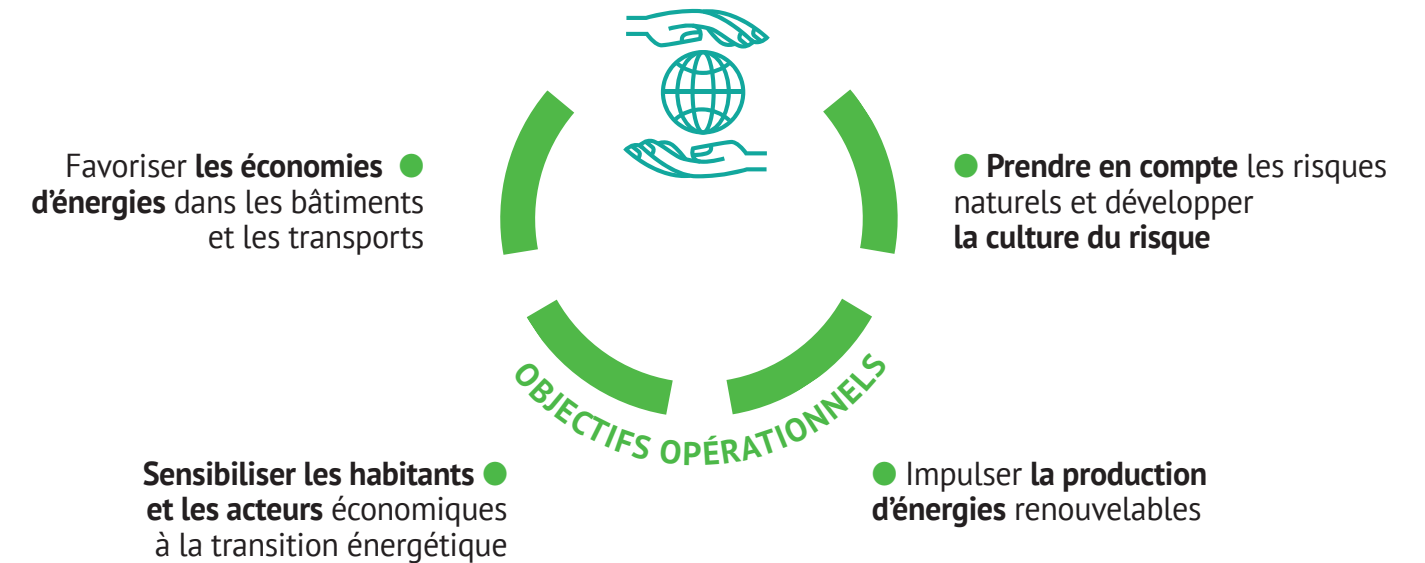 Favoriser les économies
d'énergies dans les bâtiments
et les transports
Prendre en compte les risques
naturels et développer
la culture du risque
OBJECTIFS OPÉRATIONNELS
Sensibiliser les habitants
et les acteurs économiques
à la transition énergétique
Impulser la production
d'énergies renouvelables